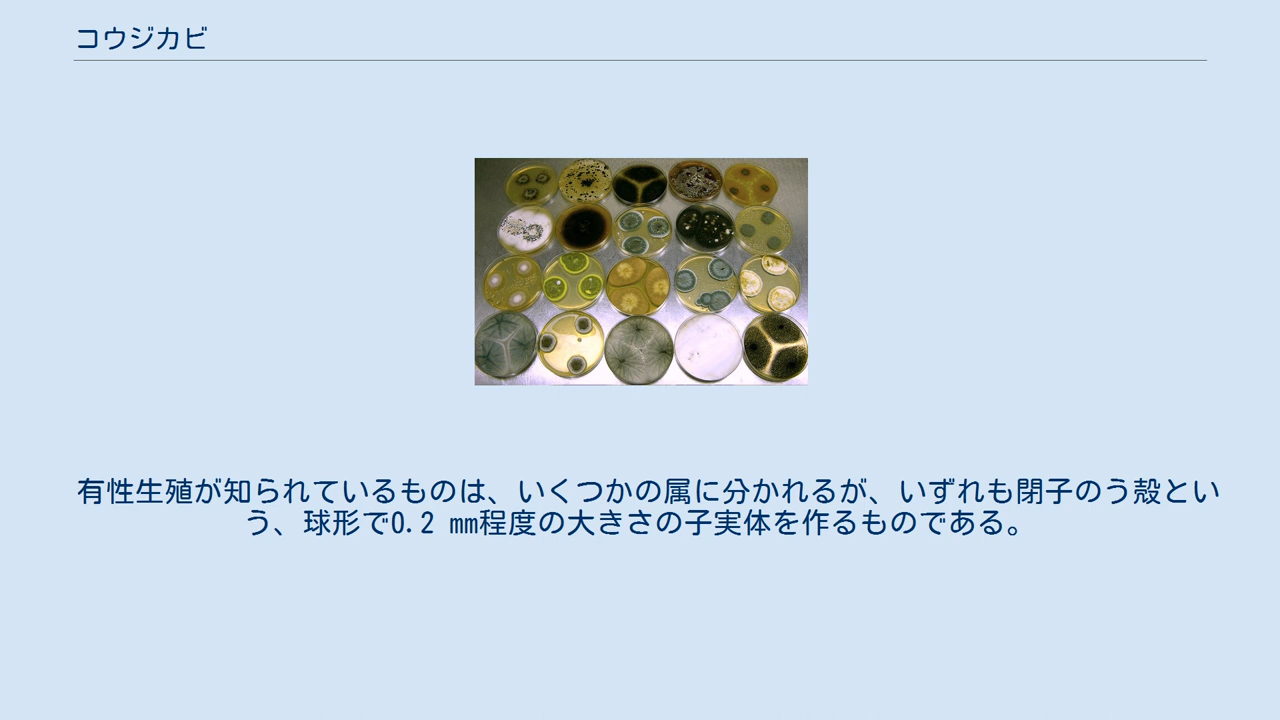 コウジカビ
有性生殖が知られているものは、いくつかの属に分かれるが、いずれも閉子のう殻とい
う、球形で0.2 mm程度の大きさの子実体を作るものである。